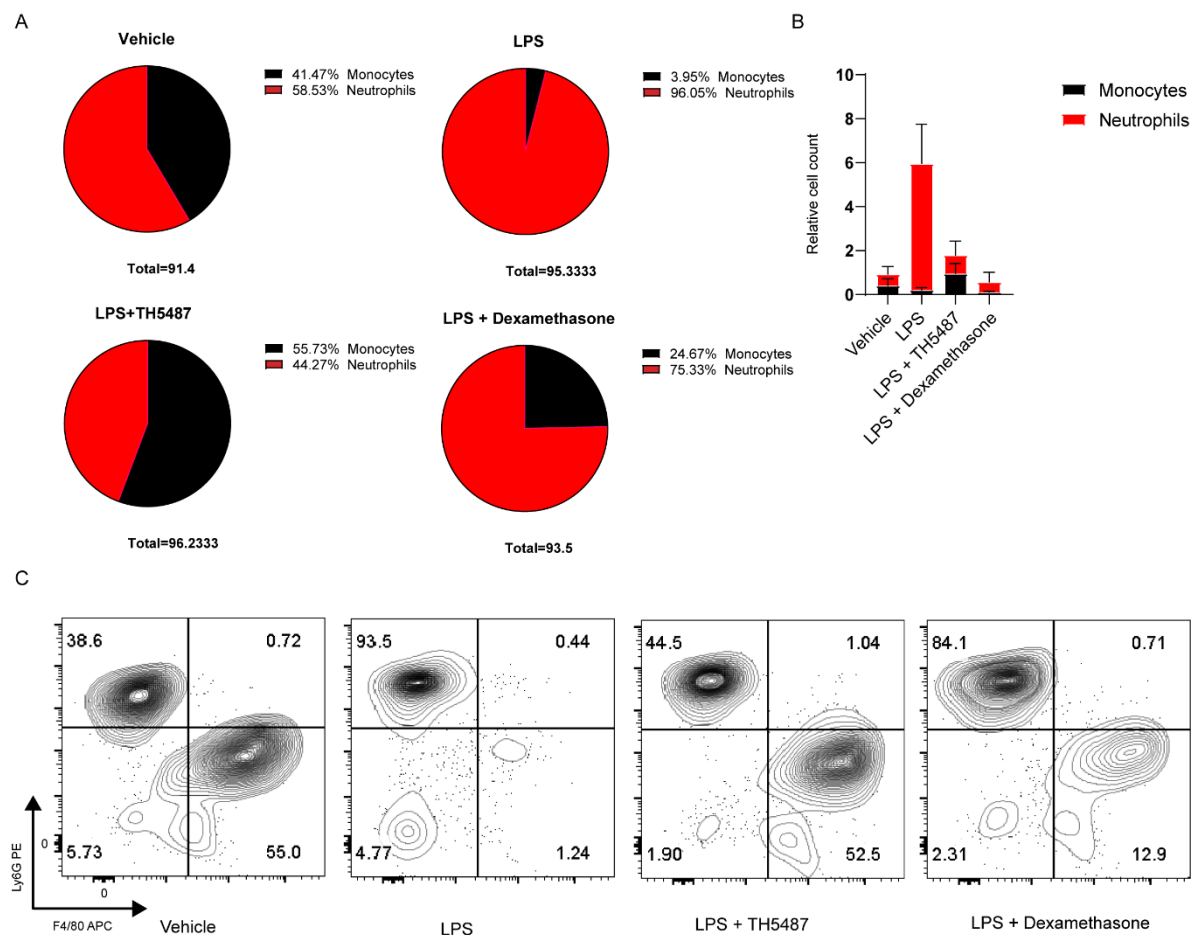 A
Vehicle
41.47% Monocytes
58.53% Neutrophils
Total=91.4
LPS
3.95% Monocytes
96.05% Neutrophils
Total=95.3333
LPS+TH5487
55.73% Monocytes
44.27% Neutrophils
Total=96.2333
LPS + Dexamethasone
24.67% Monocytes
75.33% Neutrophils
Total=93.5
B
Monocytes
Neutrophils
Relative cell count
10
8
6
4
2
0
Vehicle
LPS
LPS + TH5487
LPS + Dexamethasone
C
38.6 0.72
5.73 55.0
93.5 0.44
4.77 1.24
44.5 1.04
1.90 52.5
84.1 0.71
2.31 12.9
0
0
Ly6G PE
F4/80 APC
Vehicle
LPS
LPS + TH5487
LPS + Dexamethasone